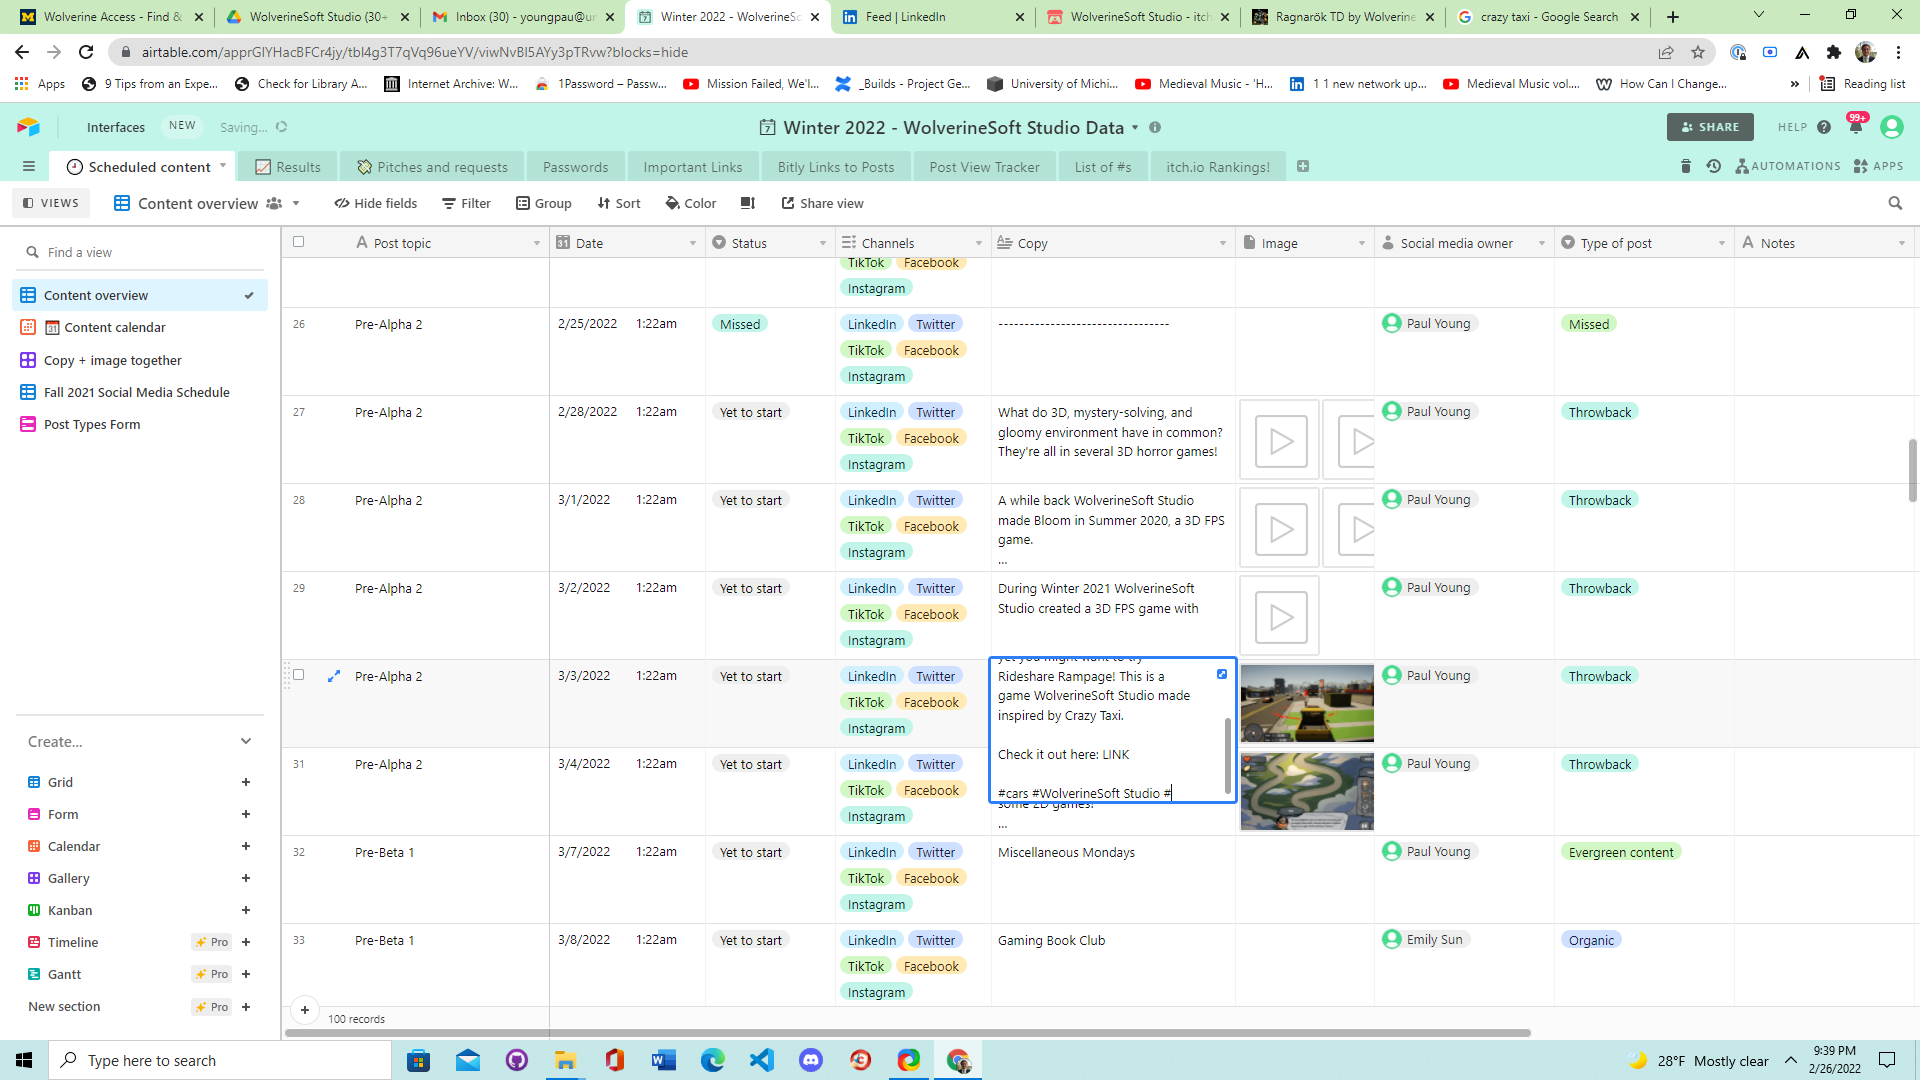 Wolverine Access - Find &
WolverineSoft Studio (30+
Inbox (30) - youngpau@ur
Winter 2022 - WolverineSc
Feed | LinkedIn
WolverineSoft Studio - itch
Ragnarök TD by Wolverine
crazy taxi - Google Search
airtable.com/apprGlYHacBFCr4jy/tbl4g3T7qVq96ueYV/viwNvBI5AYy3pTRvw?blocks=hide
Apps
9 Tips from an Expe...
Check for Library A...
Internet Archive: W...
1Password – Passw...
Mission Failed, We'l...
_Builds - Project Ge...
University of Michi...
Medieval Music - 'H...
1 1 new network up...
Medieval Music vol....
How Can I Change...
Reading list
Interfaces
NEW
Saving...
Winter 2022 - WolverineSoft Studio Data
SHARE
HELP
99+
Scheduled content
Results
Pitches and requests
Passwords
Important Links
Bitly Links to Posts
Post View Tracker
List of #s
itch.io Rankings!
AUTOMATIONS
APPS
VIEWS
Content overview
Hide fields
Filter
Group
Sort
Color
Share view
Find a view
Content overview
Content calendar
Copy + image together
Fall 2021 Social Media Schedule
Post Types Form
Create...
Grid
Form
Calendar
Gallery
Kanban
Timeline Pro
Gantt Pro
New section Pro
Post topic Date Status Channels Copy Image Social media owner Type of post Notes
TikTok Facebook
Instagram
26 Pre-Alpha 2 2/25/2022 1:22am Missed LinkedIn Twitter --------------------------------- Paul Young Missed
TikTok Facebook
Instagram
27 Pre-Alpha 2 2/28/2022 1:22am Yet to start LinkedIn Twitter What do 3D, mystery-solving, and Paul Young Throwback
TikTok Facebook gloomy environment have in common?
Instagram They're all in several 3D horror games!
28 Pre-Alpha 2 3/1/2022 1:22am Yet to start LinkedIn Twitter A while back WolverineSoft Studio Paul Young Throwback
TikTok Facebook made Bloom in Summer 2020, a 3D FPS
Instagram game.
...
29 Pre-Alpha 2 3/2/2022 1:22am Yet to start LinkedIn Twitter During Winter 2021 WolverineSoft Paul Young Throwback
TikTok Facebook Studio created a 3D FPS game with
Instagram
yet you might want to try
Pre-Alpha 2 3/3/2022 1:22am Yet to start LinkedIn Twitter Rideshare Rampage! This is a Paul Young Throwback
TikTok Facebook game WolverineSoft Studio made
Instagram inspired by Crazy Taxi.
Check it out here: LINK
#cars #WolverineSoft Studio #
31 Pre-Alpha 2 3/4/2022 1:22am Yet to start LinkedIn Twitter Paul Young Throwback
TikTok Facebook some 2D games!
Instagram ...
32 Pre-Beta 1 3/7/2022 1:22am Yet to start LinkedIn Twitter Miscellaneous Mondays Paul Young Evergreen content
TikTok Facebook
Instagram
33 Pre-Beta 1 3/8/2022 1:22am Yet to start LinkedIn Twitter Gaming Book Club Emily Sun Organic
TikTok Facebook
Instagram
100 records
Type here to search
28°F Mostly clear
9:39 PM
2/26/2022